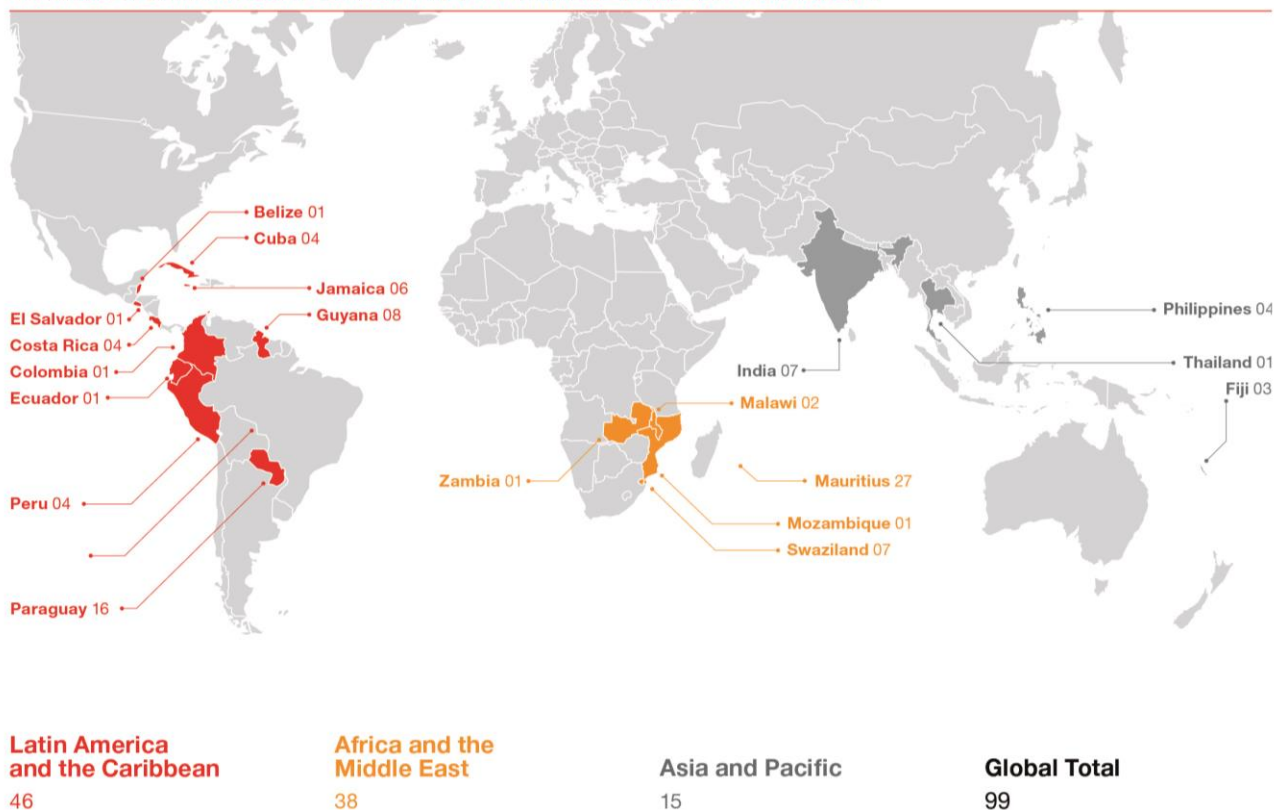 Belize 01
Cuba 04
Jamaica 06
Guyana 08
El Salvador 01
Costa Rica 04
Colombia 01
Ecuador 01
Peru 04
Paraguay 16
Zambia 01
Malawi 02
Mauritius 27
Mozambique 01
Swaziland 07
India 07
Philippines 04
Thailand 01
Fiji 03
Latin America
and the Caribbean
46
Africa and the
Middle East
38
Asia and Pacific
15
Global Total
99